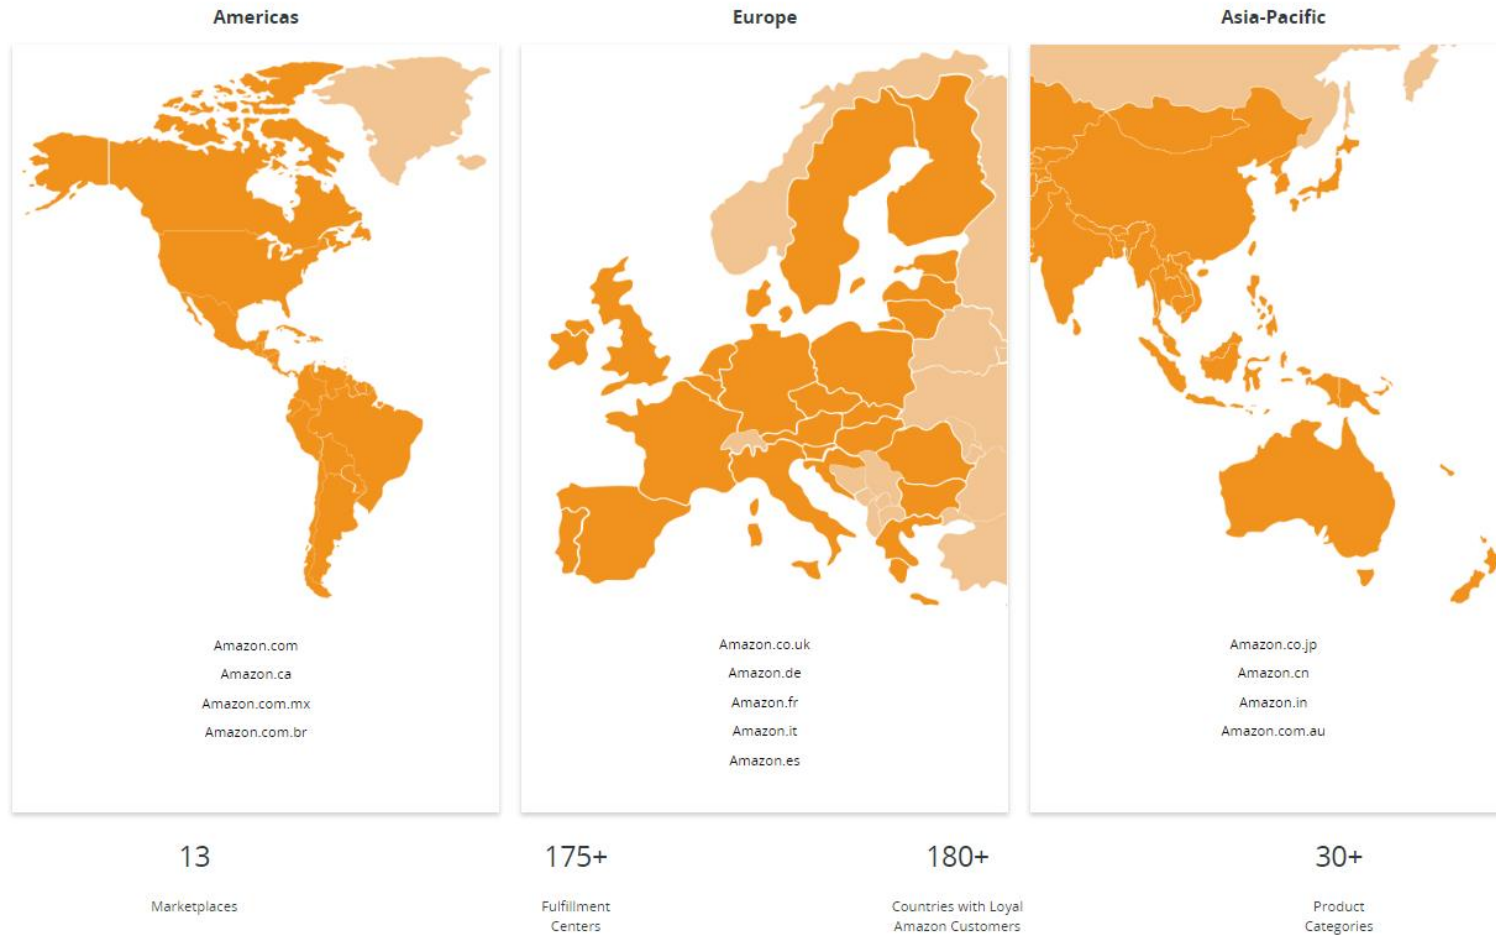 Americas
Europe
Asia-Pacific
Amazon.com
Amazon.ca
Amazon.com.mx
Amazon.com.br
Amazon.co.uk
Amazon.de
Amazon.fr
Amazon.it
Amazon.es
Amazon.co.jp
Amazon.cn
Amazon.in
Amazon.com.au
13
Marketplaces
175+
Fulfillment
Centers
180+
Countries with Loyal
Amazon Customers
30+
Product
Categories